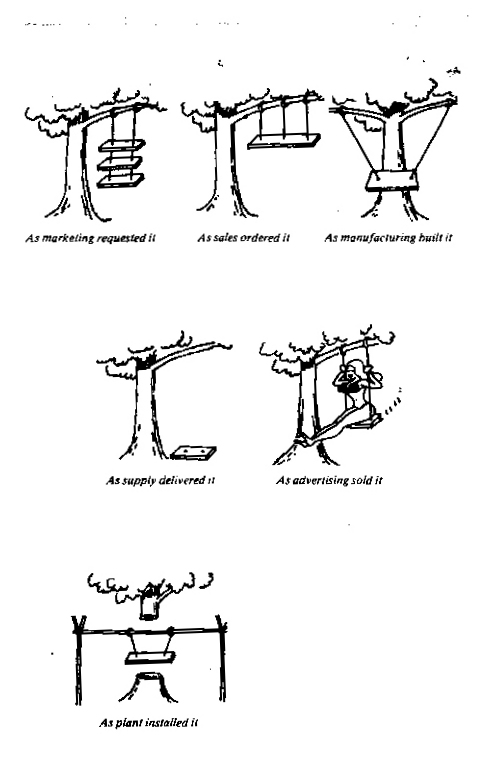 As marketing requested it
As sales ordered it
As manufacturing built it
As supply delivered it
As advertising sold it
As plant installed it